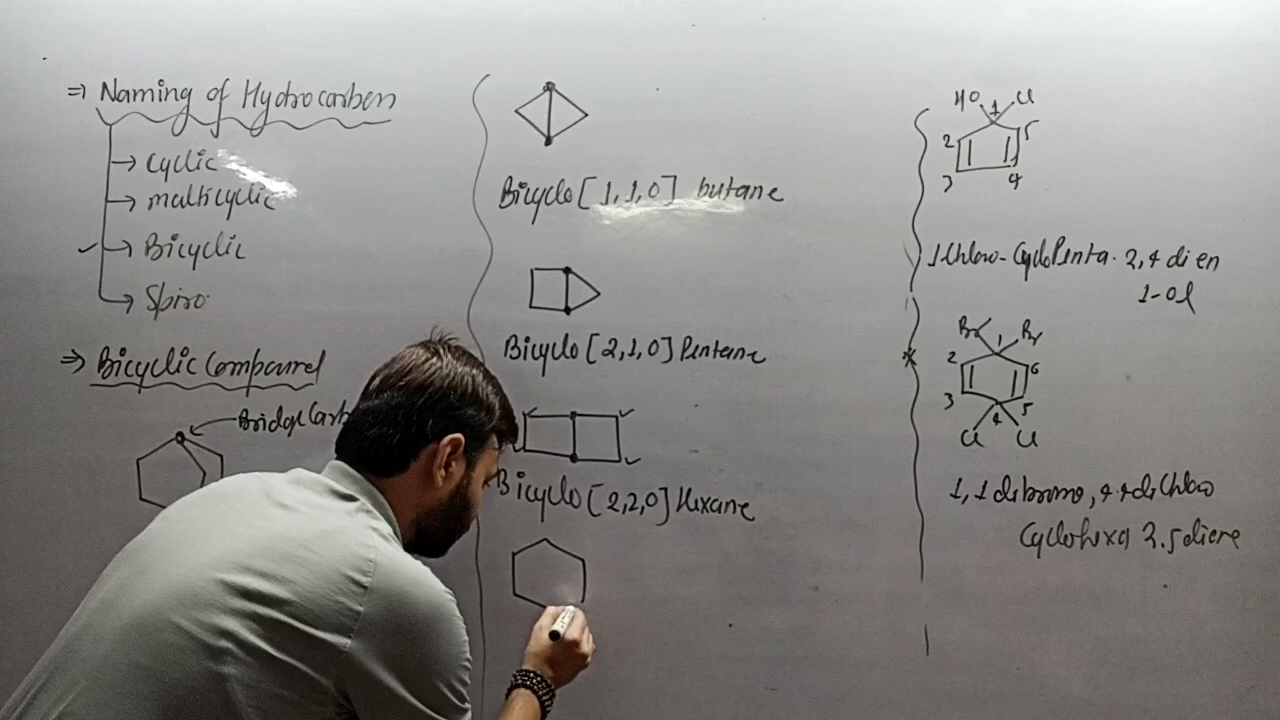 ⇒ Naming of Hydrocarbon
→ Cyclic
→ multicyclic
✓ → Bicyclic
→ Spiro
⇒ Bicyclic Compound
Bridge Carb
Bicyclo [1,1,0] butane
Bicyclo [2,1,0] Pentane
Bicyclo [2,2,0] Hexane
HO Cl
1
2 5
3 4
1 Chloro-CycloPenta. 2,4 di en
1-ol
Br Br
1
2 6
3 5
4
Cl Cl
1,1 dibromo, 4.4 di Chloro
Cyclohexa 2.5 diene